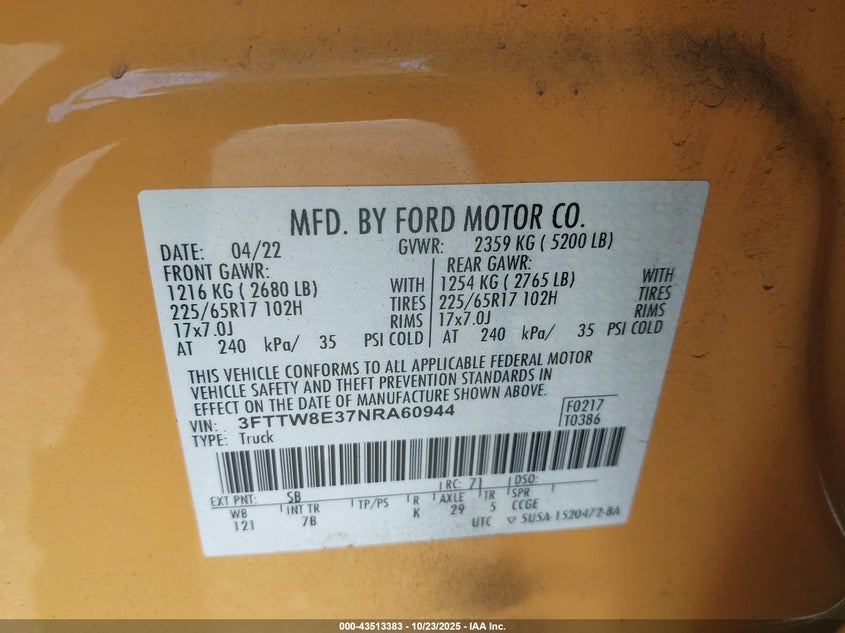 MFD. BY FORD MOTOR CO.
DATE: 04/22 GVWR: 2359 KG ( 5200 LB)
FRONT GAWR: REAR GAWR:
1216 KG ( 2680 LB) WITH 1254 KG ( 2765 LB) WITH
225/65R17 102H TIRES 225/65R17 102H TIRES
17x7.0J RIMS 17x7.0J RIMS
AT 240 kPa/ 35 PSI COLD AT 240 kPa/ 35 PSI COLD
THIS VEHICLE CONFORMS TO ALL APPLICABLE FEDERAL MOTOR
VEHICLE SAFETY AND THEFT PREVENTION STANDARDS IN
EFFECT ON THE DATE OF MANUFACTURE SHOWN ABOVE.
VIN: 3FTTW8E37NRA60944 F0217
TYPE: Truck T0386
EXT PNT: SB RC: 71 DSO:
WB INT TR TP/PS R AXLE TR SPR
121 7B K 29 5 CCGE
UTC ▽ 5U5A-1520472-BA
000-43513383 - 10/23/2025 - IAA Inc.